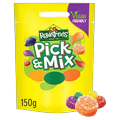 VEGAN
FRIENDLY
ROWNTREE'S
PICK
& MIX
150g